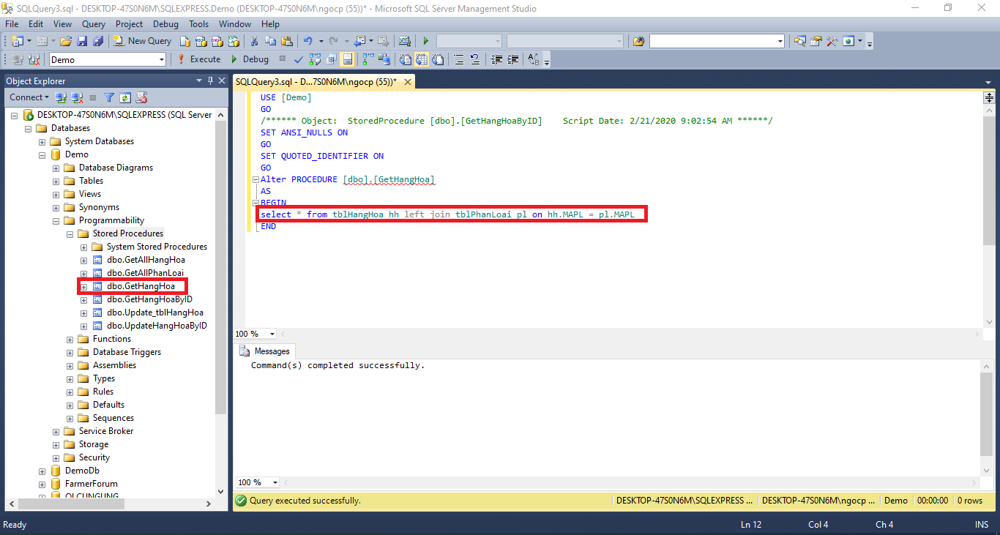 SQLQuery3.sql - DESKTOP-47S0N6M\SQLEXPRESS.Demo (DESKTOP-47S0N6M\ngocp (55))* - Microsoft SQL Server Management Studio
File Edit View Query Project Debug Tools Window Help
New Query
Demo Execute Debug
Object Explorer
Connect
DESKTOP-47S0N6M\SQLEXPRESS (SQL Server
Databases
System Databases
Demo
Database Diagrams
Tables
Views
Synonyms
Programmability
Stored Procedures
System Stored Procedures
dbo.GetAllHangHoa
dbo.GetAllPhanLoai
dbo.GetHangHoa
dbo.GetHangHoaByID
dbo.Update_tblHangHoa
dbo.UpdateHangHoaByID
Functions
Database Triggers
Assemblies
Types
Rules
Defaults
Sequences
Service Broker
Storage
Security
DemoDb
FarmerForum
QLCUNGUNG
SQLQuery3.sql - D...7S0N6M\ngocp (55))*
USE [Demo]
GO
/****** Object:  StoredProcedure [dbo].[GetHangHoaByID]    Script Date: 2/21/2020 9:02:54 AM ******/
SET ANSI_NULLS ON
GO
SET QUOTED_IDENTIFIER ON
GO
Alter PROCEDURE [dbo].[GetHangHoa]
AS
BEGIN
select * from tblHangHoa hh left join tblPhanLoai pl on hh.MAPL = pl.MAPL
END
100 %
Messages
Command(s) completed successfully.
100 %
Query executed successfully. DESKTOP-47S0N6M\SQLEXPRESS ... DESKTOP-47S0N6M\ngocp ... Demo 00:00:00 0 rows
Ready Ln 12 Col 4 Ch 4 INS